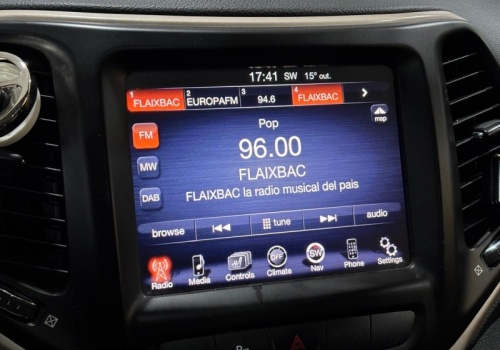 17:41 SW 15° out.
1 FLAIXBAC 2 EUROPAFM 3 94.6 4 FLAIXBAC
map
FM
MW
DAB
Pop
96.00
FLAIXBAC
FLAIXBAC la radio musical del pais
browse tune audio
OFF SW
Radio Media Controls Climate Nav Phone Settings